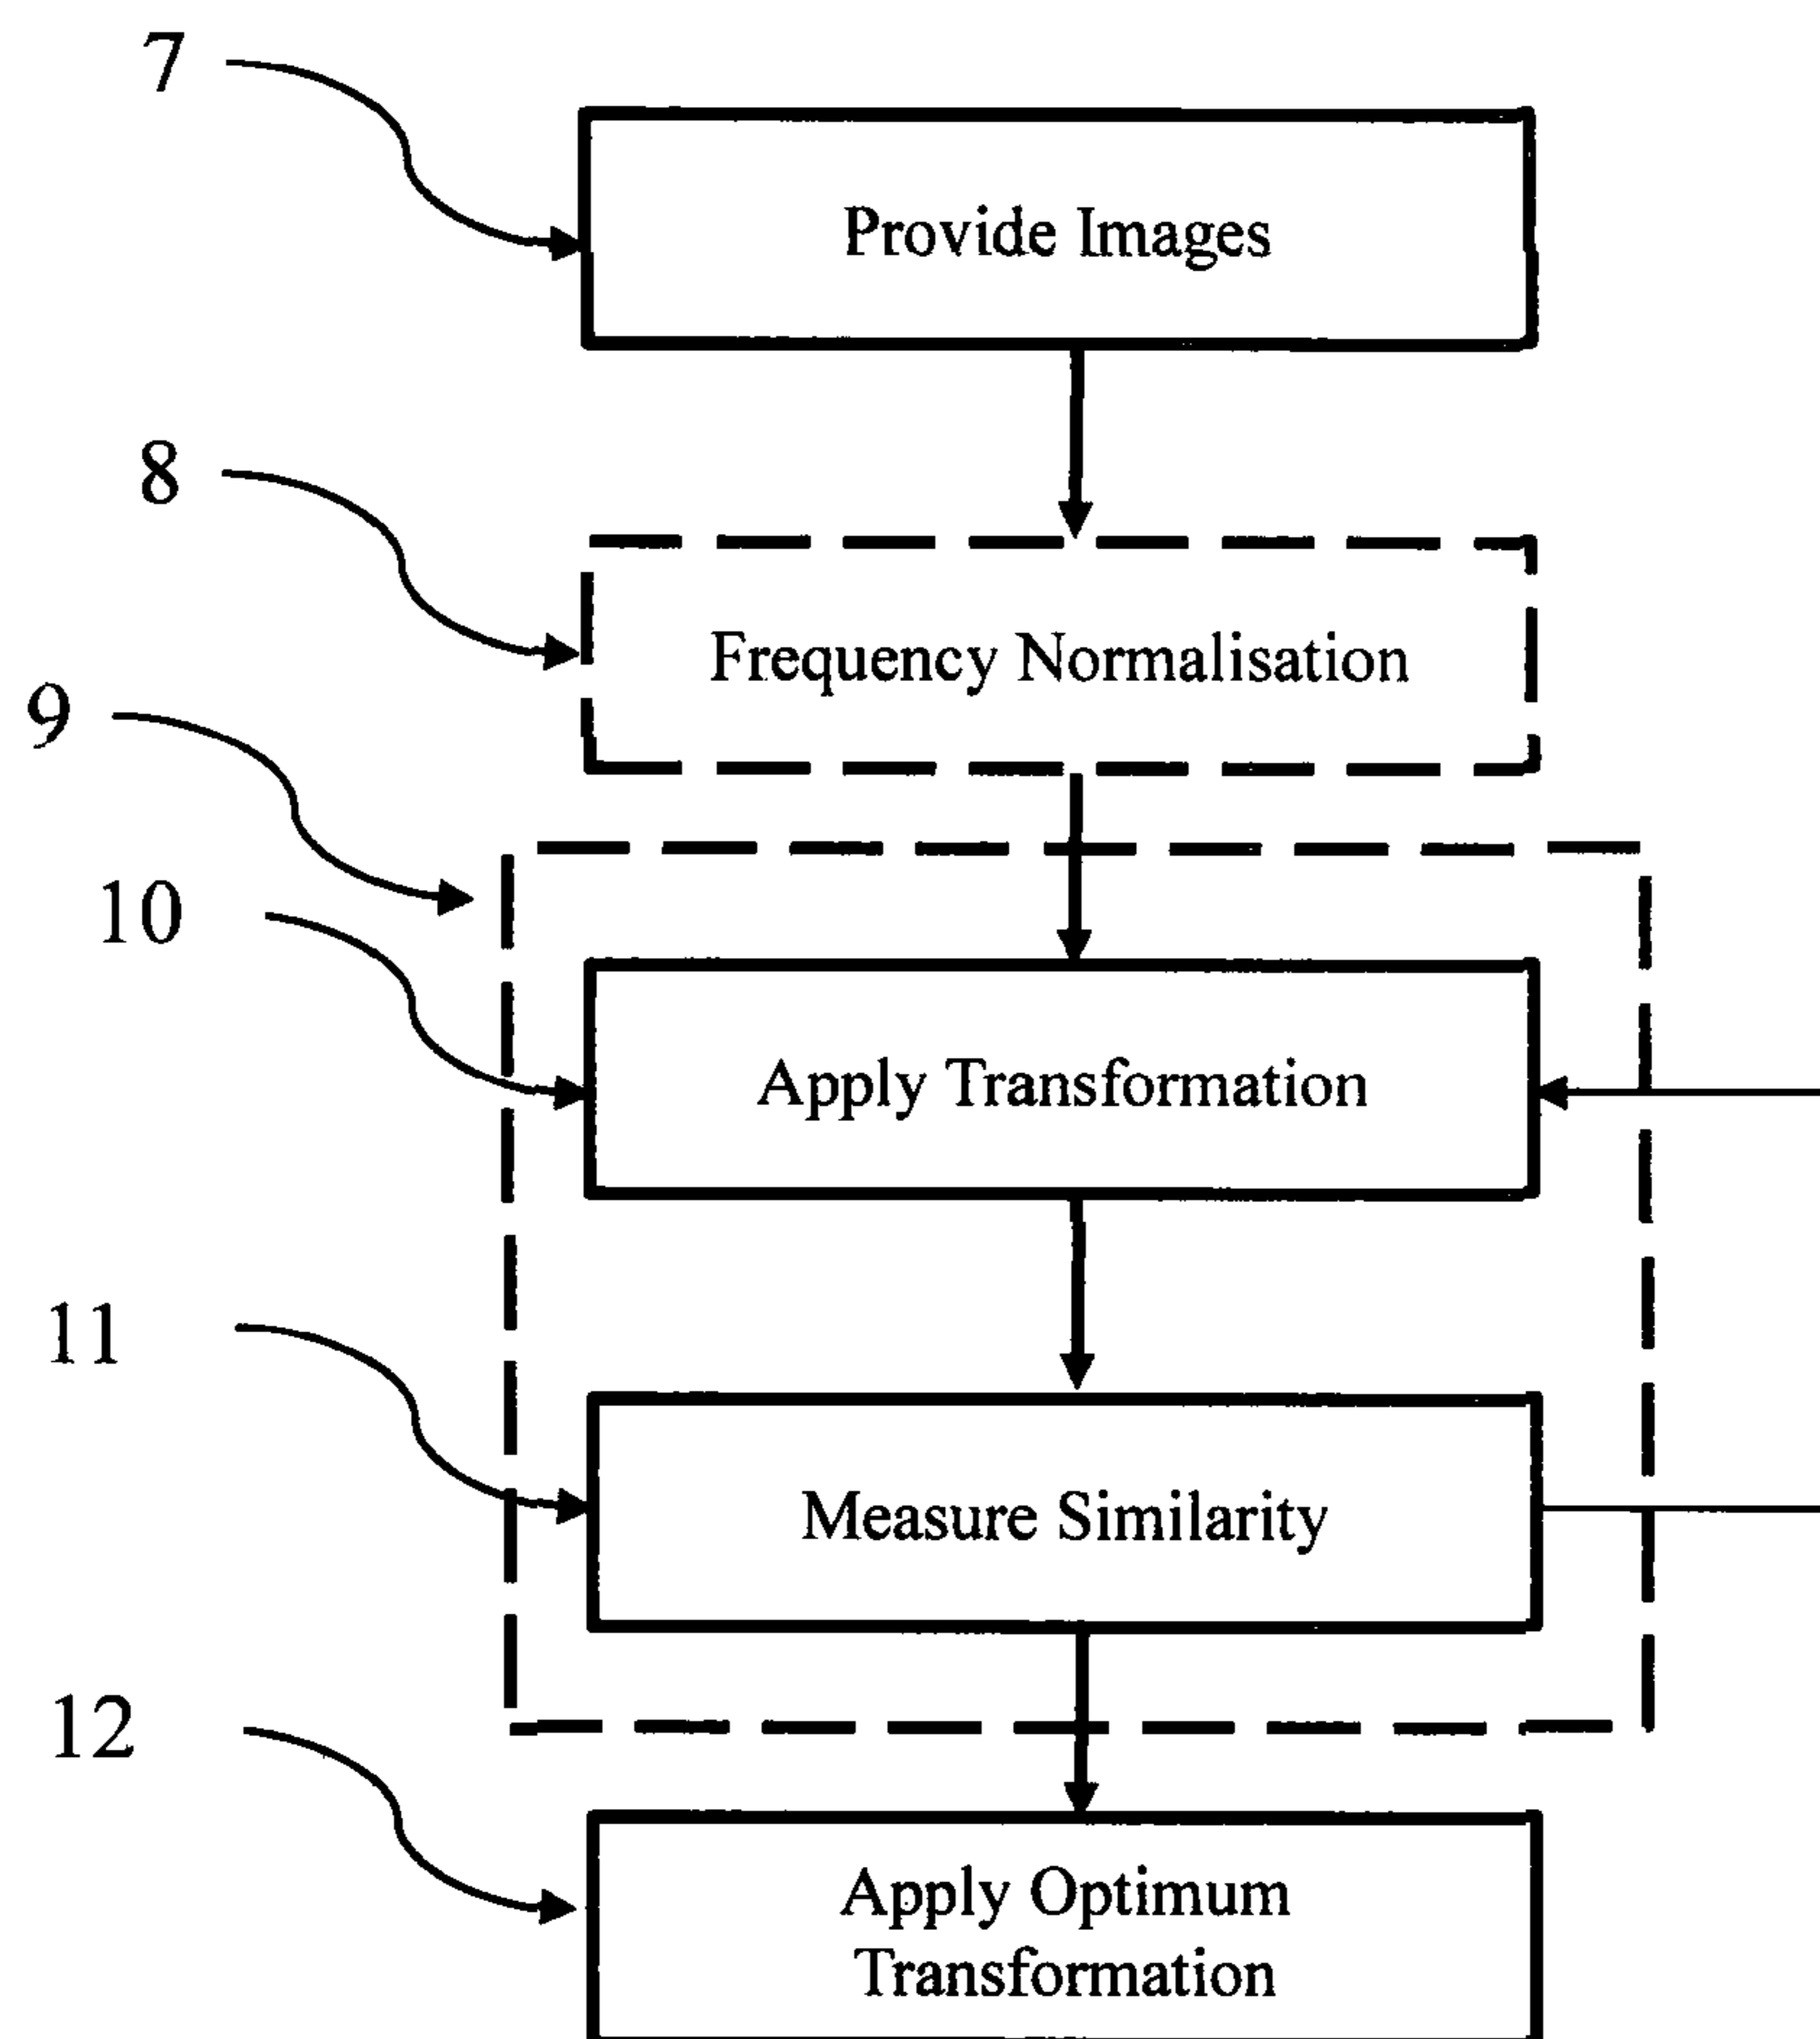 7
Provide Images
8
Frequency Normalisation
9
10
Apply Transformation
11
Measure Similarity
12
Apply Optimum
Transformation